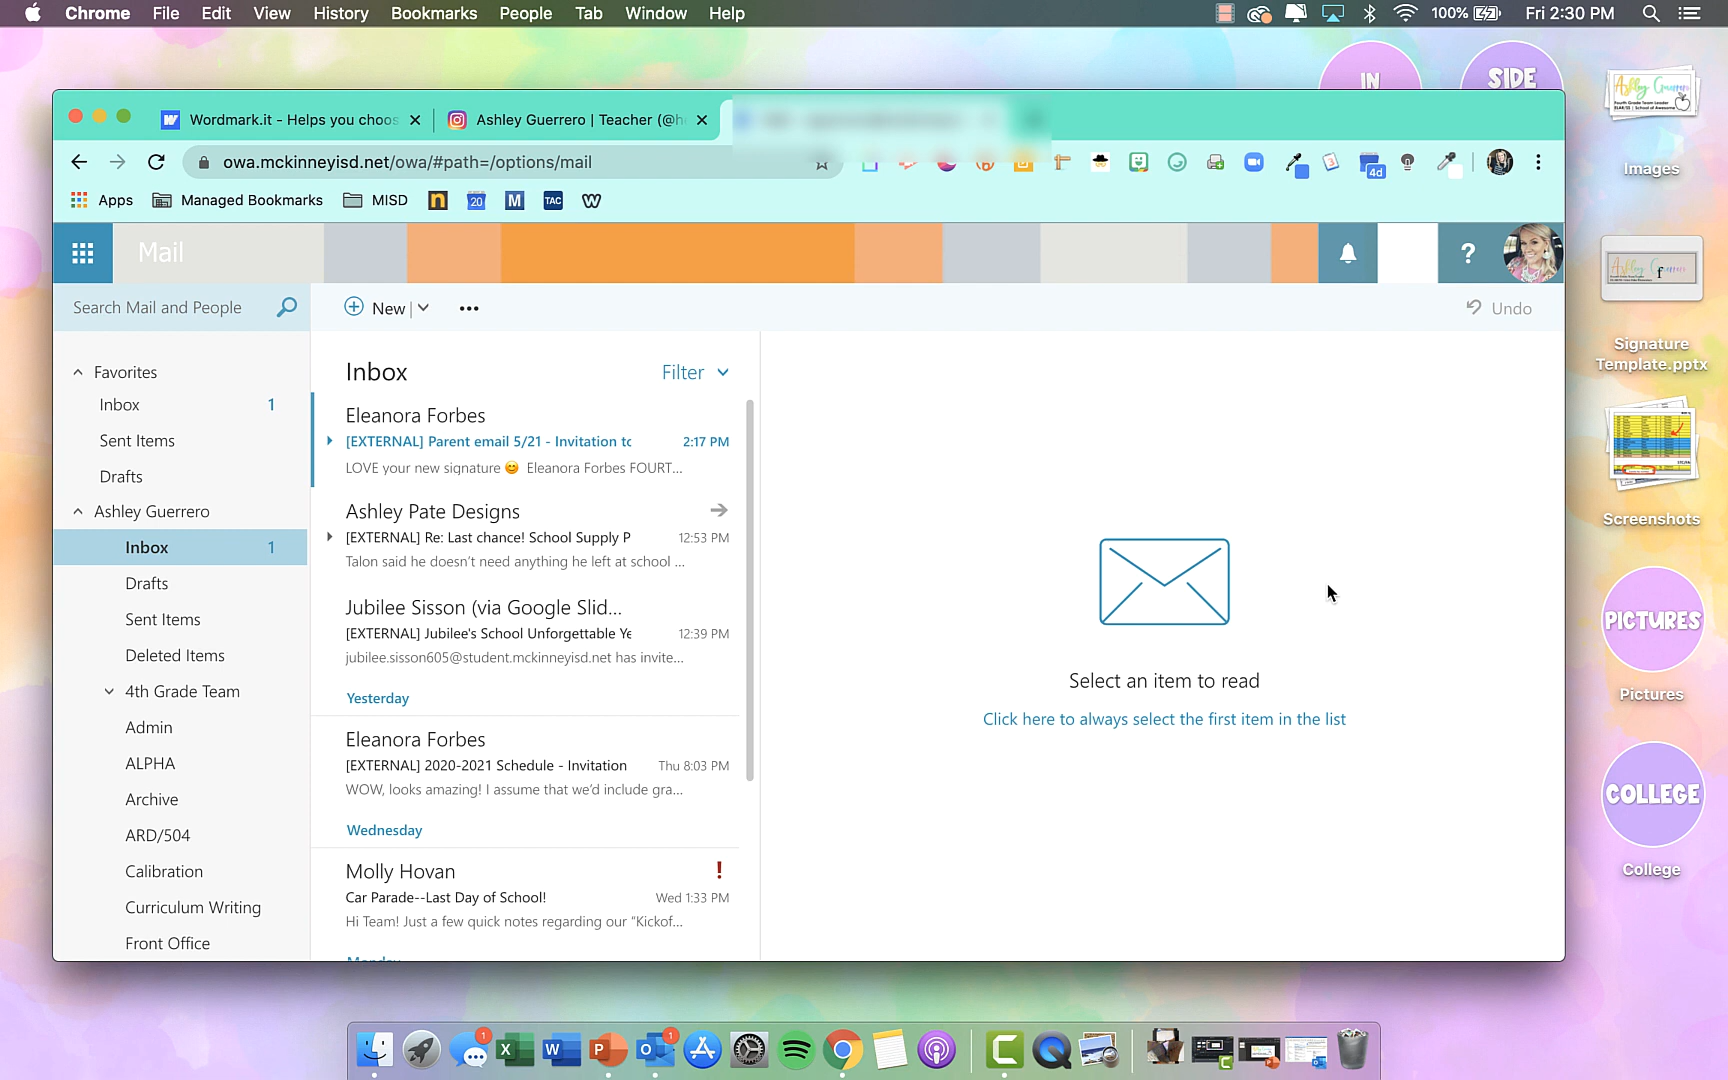 Chrome File Edit View History Bookmarks People Tab Window Help 100% Fri 2:30 PM
IN SIDE
Wordmark.it - Helps you choos
Ashley Guerrero | Teacher (@h
owa.mckinneyisd.net/owa/#path=/options/mail
4d
Apps Managed Bookmarks MISD n 20 M TAC W
Mail
?
Search Mail and People
New
Undo
Favorites
Inbox 1
Sent Items
Drafts
Ashley Guerrero
Inbox 1
Drafts
Sent Items
Deleted Items
4th Grade Team
Admin
ALPHA
Archive
ARD/504
Calibration
Curriculum Writing
Front Office
Inbox Filter
Eleanora Forbes
[EXTERNAL] Parent email 5/21 - Invitation tc 2:17 PM
LOVE your new signature 😊 Eleanora Forbes FOURT...
Ashley Pate Designs
[EXTERNAL] Re: Last chance! School Supply P 12:53 PM
Talon said he doesn't need anything he left at school ...
Jubilee Sisson (via Google Slid...
[EXTERNAL] Jubilee's School Unforgettable Ye 12:39 PM
jubilee.sisson605@student.mckinneyisd.net has invite...
Yesterday
Eleanora Forbes
[EXTERNAL] 2020-2021 Schedule - Invitation Thu 8:03 PM
WOW, looks amazing! I assume that we'd include gra...
Wednesday
Molly Hovan !
Car Parade--Last Day of School! Wed 1:33 PM
Hi Team! Just a few quick notes regarding our "Kickof...
Monday
Select an item to read
Click here to always select the first item in the list
Ashley Guerrero
Images
Signature
Template.pptx
Screenshots
PICTURES
Pictures
COLLEGE
College